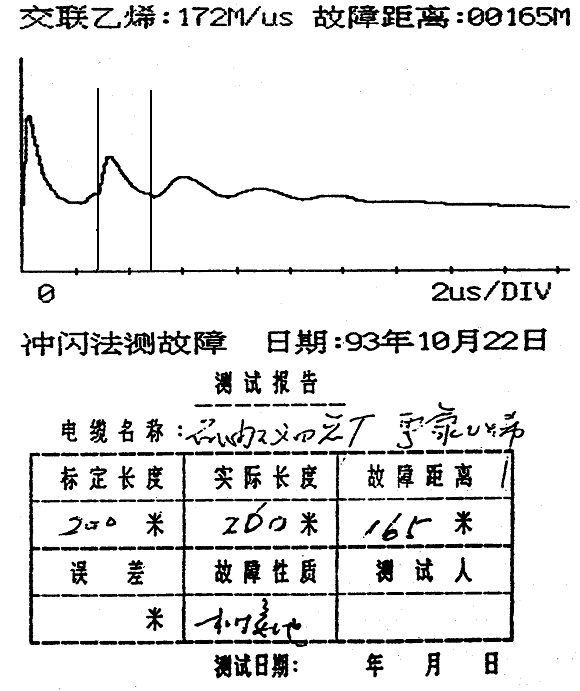 交联乙烯:172M/us 故障距离:00165M
0 2us/DIV
冲闪法测故障 日期:93年10月22日
测试报告
电缆名称:
标定长度 实际长度 故障距离
200 米 200 米 165 米
误 差 故障性质 测试人
米
测试日期: 年 月 日